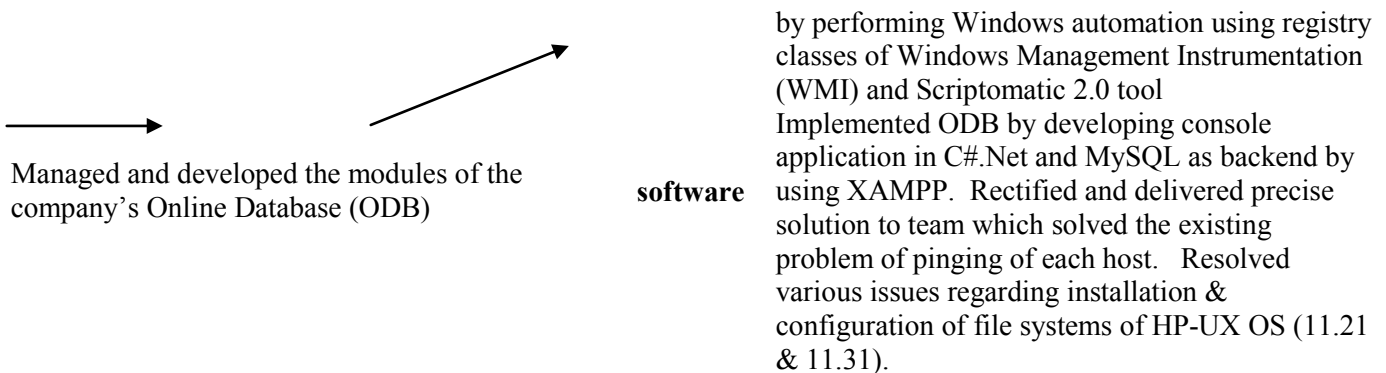 Managed and developed the modules of the
company's Online Database (ODB)
software
by performing Windows automation using registry
classes of Windows Management Instrumentation
(WMI) and Scriptomatic 2.0 tool
Implemented ODB by developing console
application in C#.Net and MySQL as backend by
using XAMPP.  Rectified and delivered precise
solution to team which solved the existing
problem of pinging of each host.   Resolved
various issues regarding installation &
configuration of file systems of HP-UX OS (11.21
& 11.31).